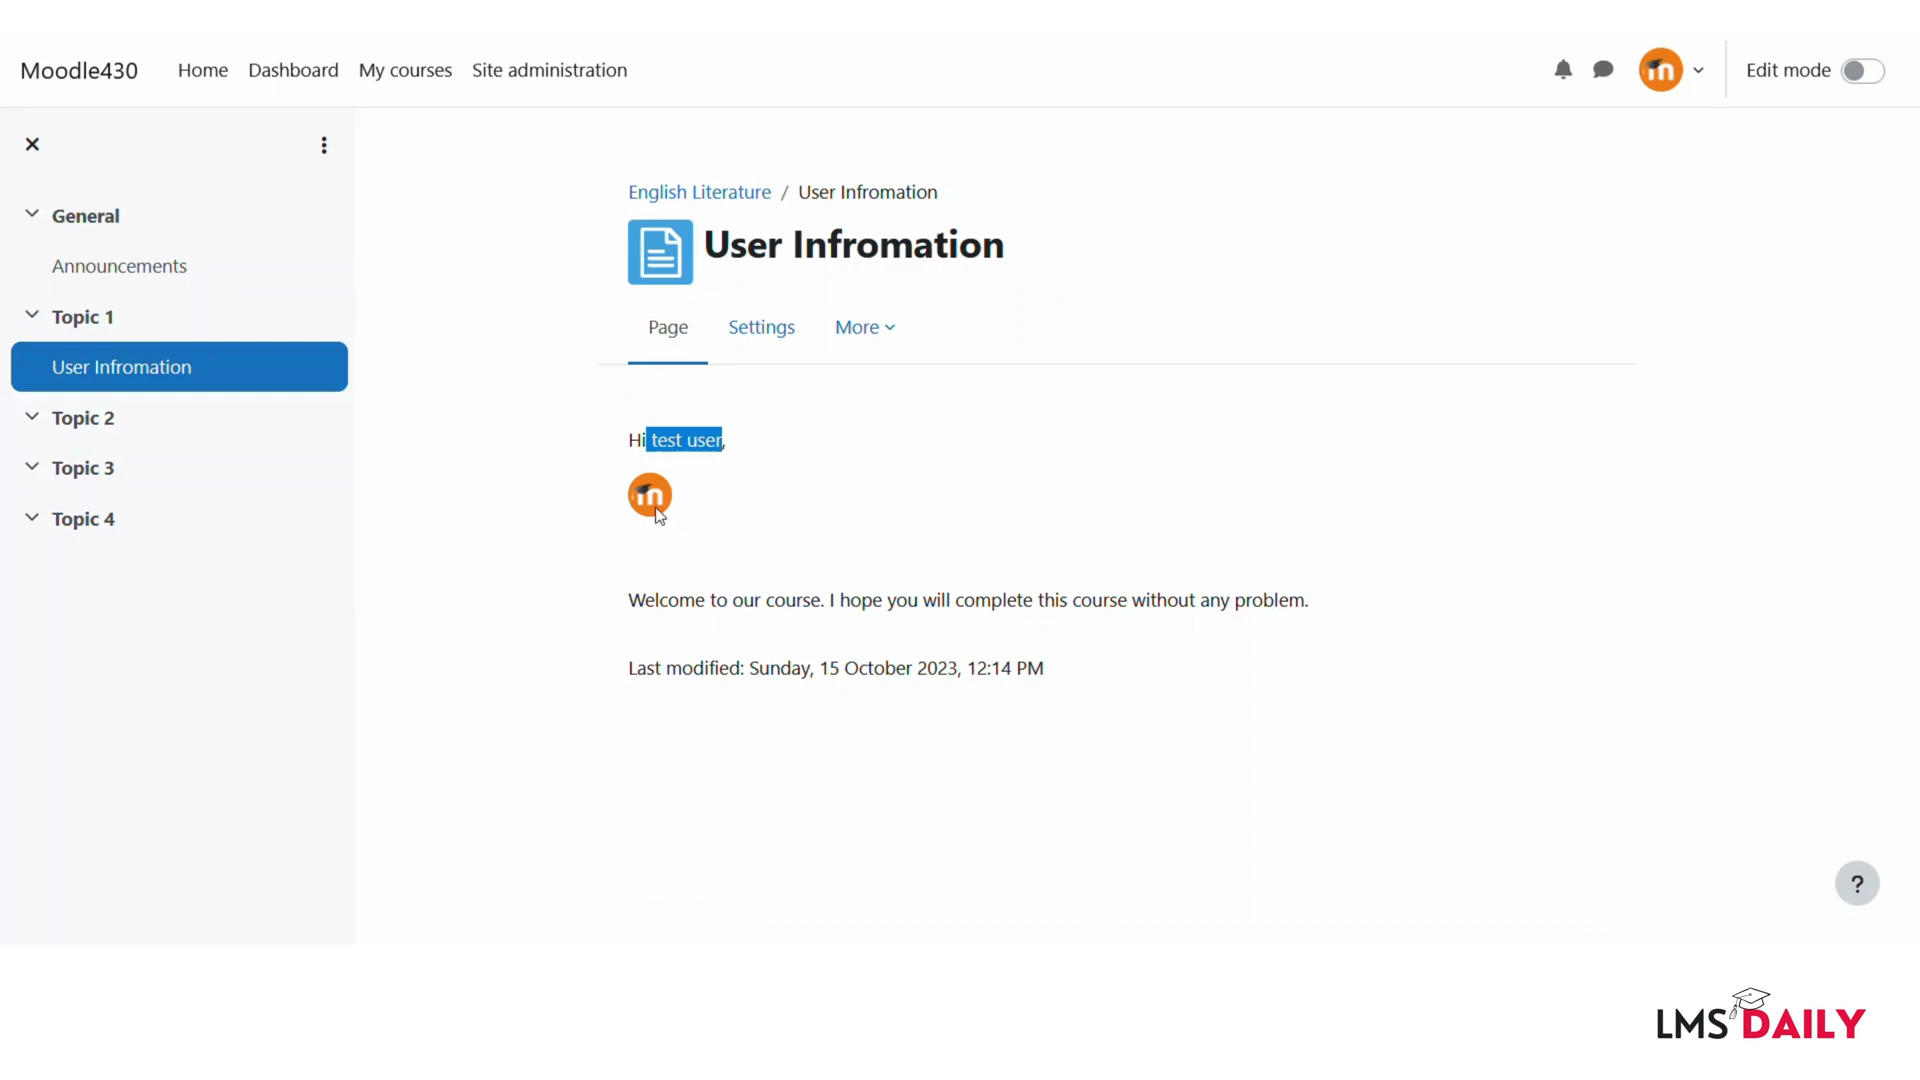 Moodle430 Home Dashboard My courses Site administration Edit mode
General
Announcements
Topic 1
User Infromation
Topic 2
Topic 3
Topic 4
English Literature / User Infromation
User Infromation
Page Settings More
Hi test user,
m
Welcome to our course. I hope you will complete this course without any problem.
Last modified: Sunday, 15 October 2023, 12:14 PM
?
LMS DAILY